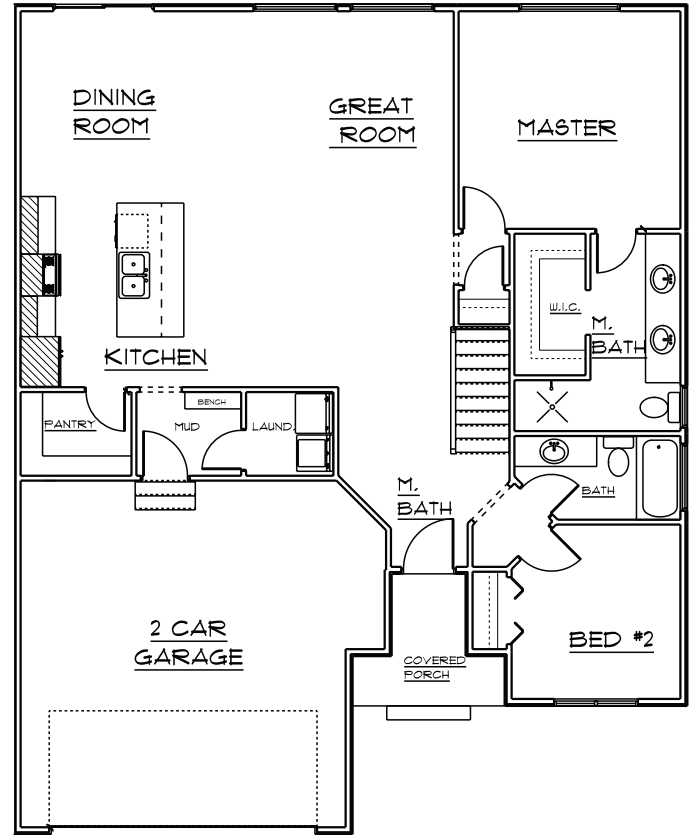 DINING
ROOM
GREAT
ROOM
MASTER
W.I.C.
M.
BATH
KITCHEN
BENCH
PANTRY
MUD
LAUND.
M.
BATH
BATH
2 CAR
GARAGE
BED #2
COVERED
PORCH